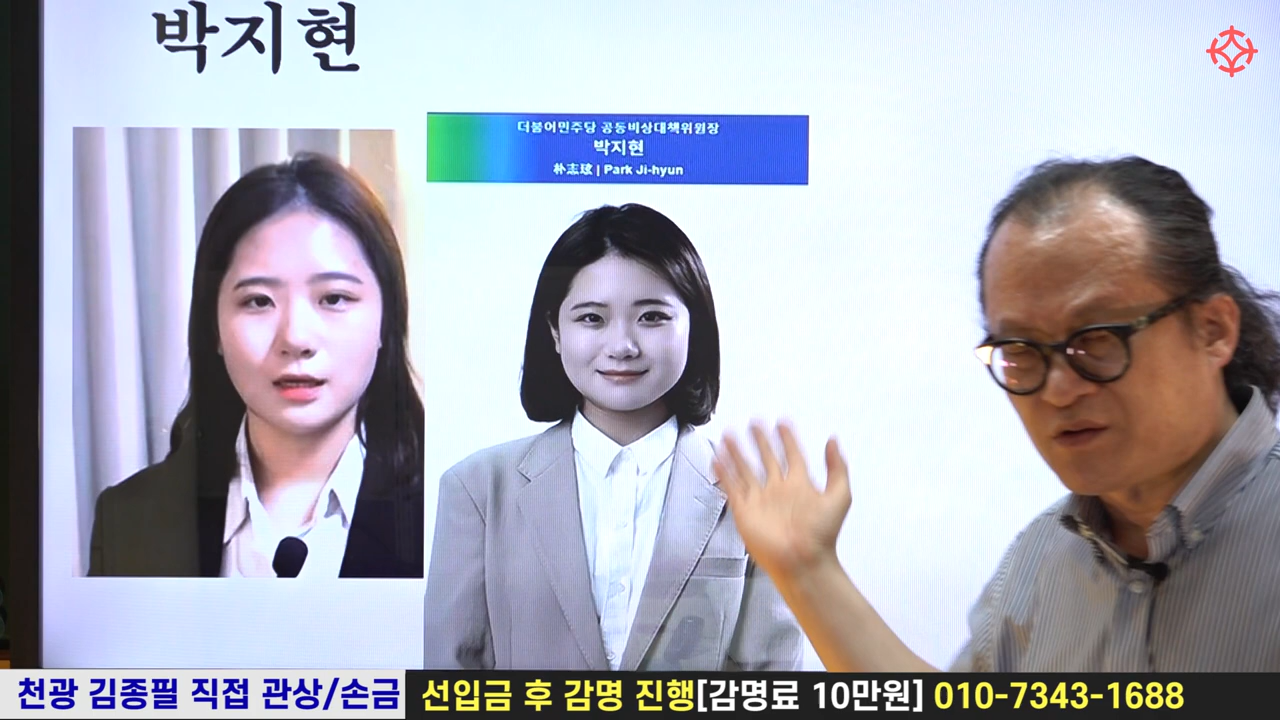 박지현
더불어민주당 공동비상대책위원장
박지현
朴志玹 | Park Ji-hyun
천광 김종필 직접 관상/손금
선입금 후 감명 진행[감명료 10만원] 010-7343-1688